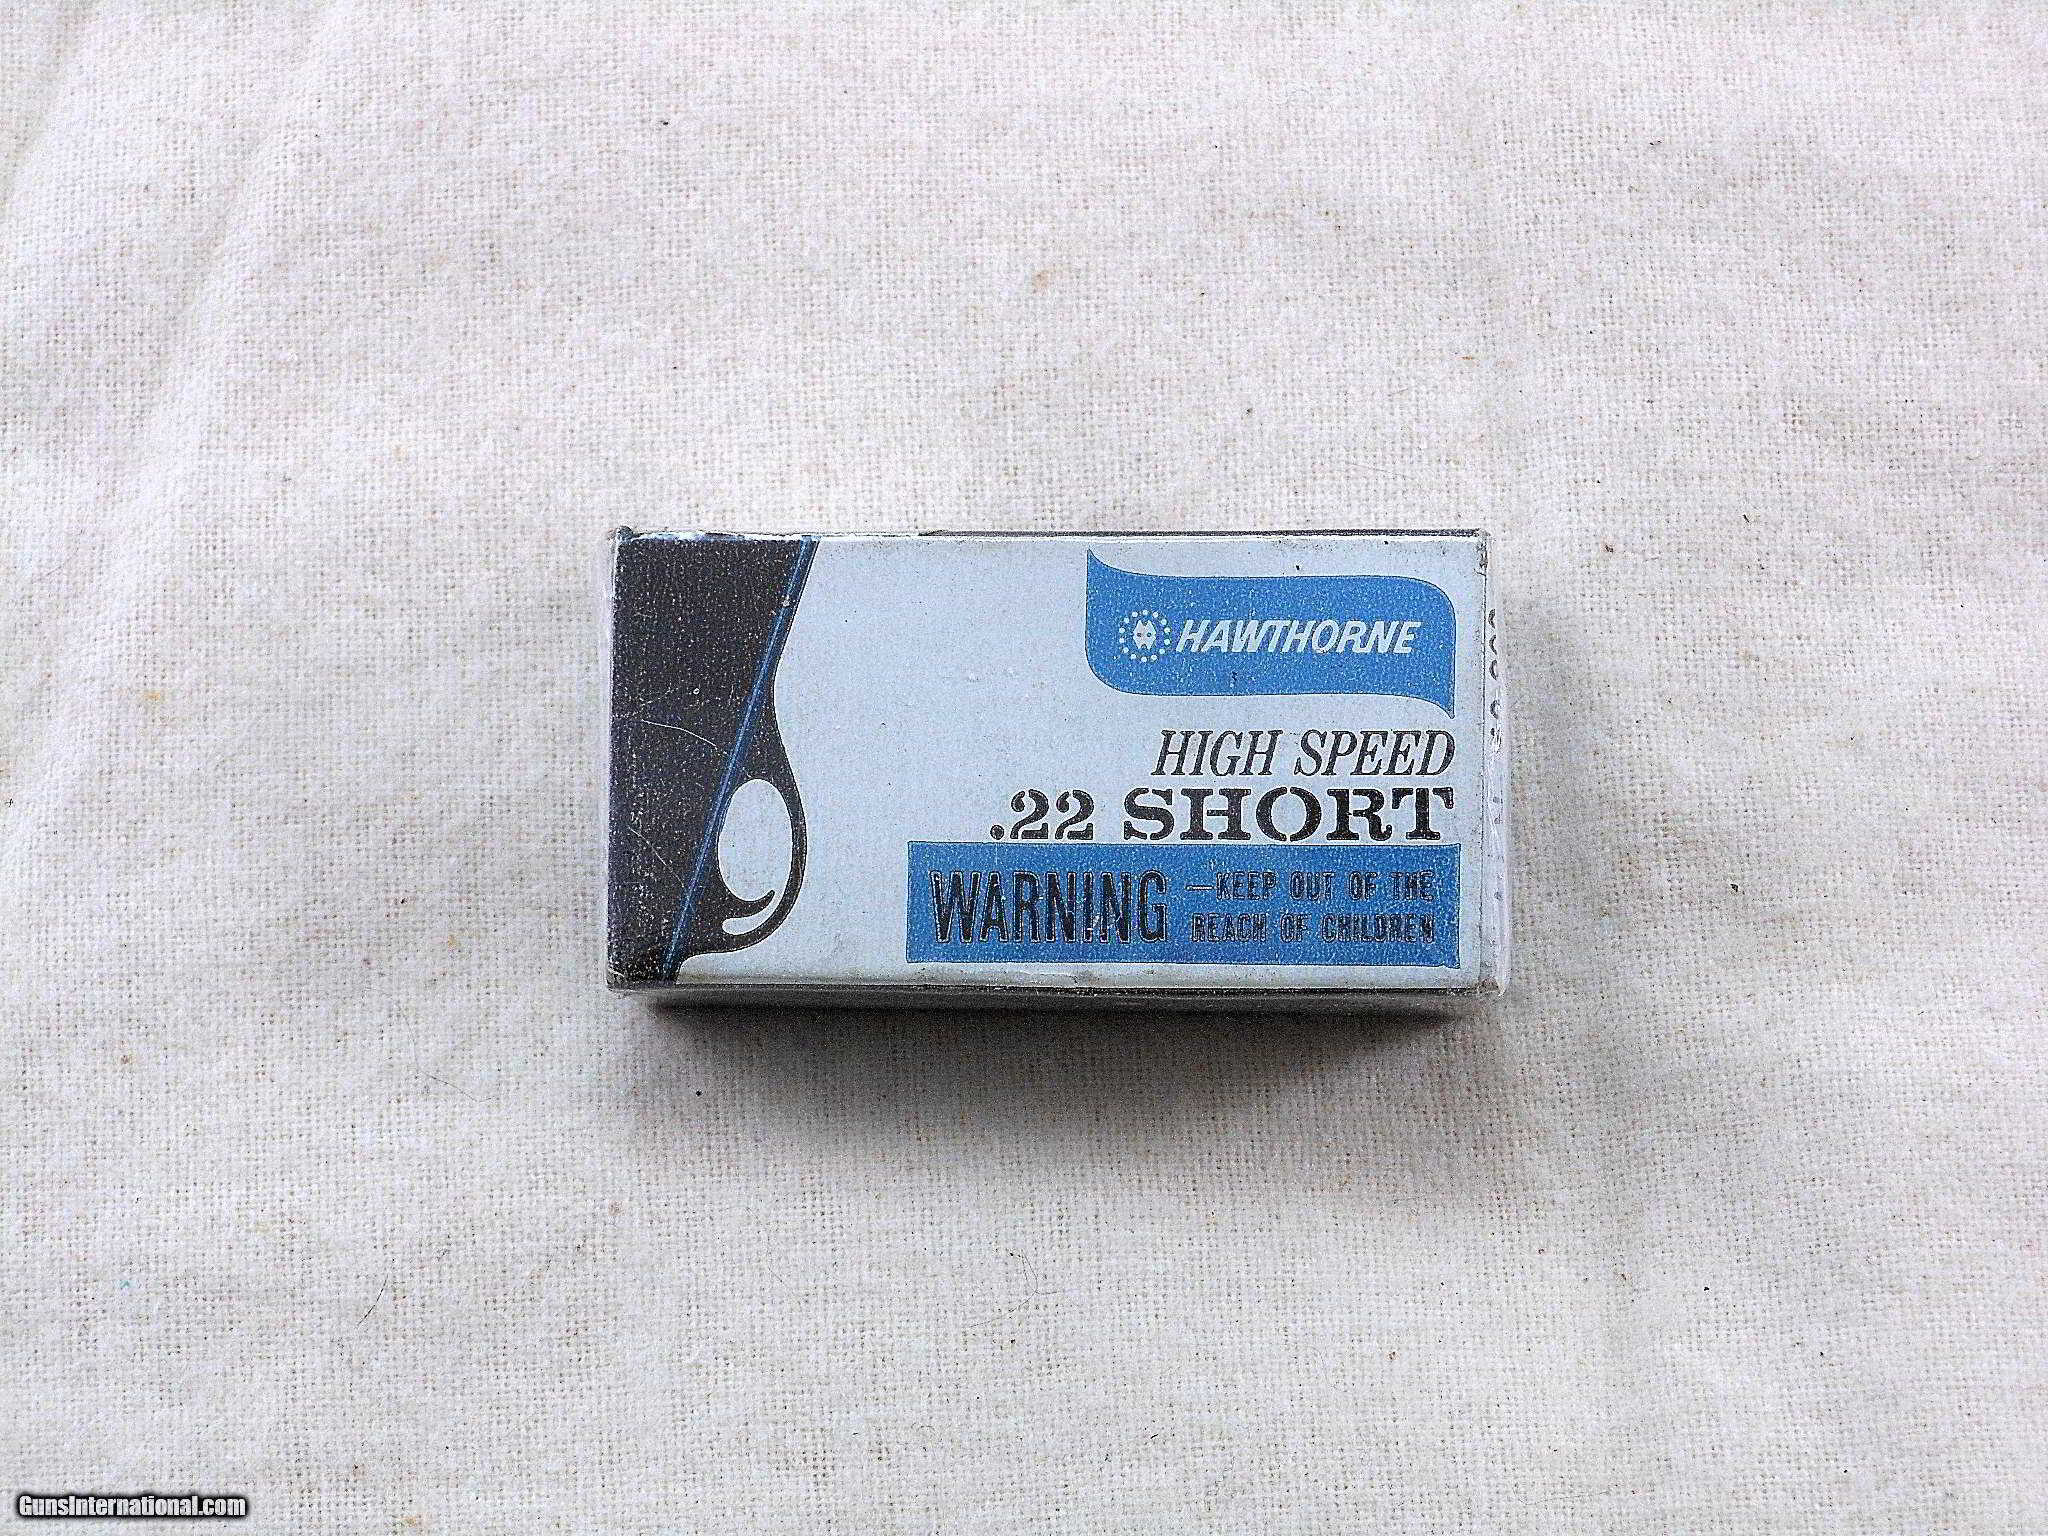 HAWTHORNE
HIGH SPEED
.22 SHORT
WARNING —KEEP OUT OF THE
REACH OF CHILDREN
GunsInternational.com